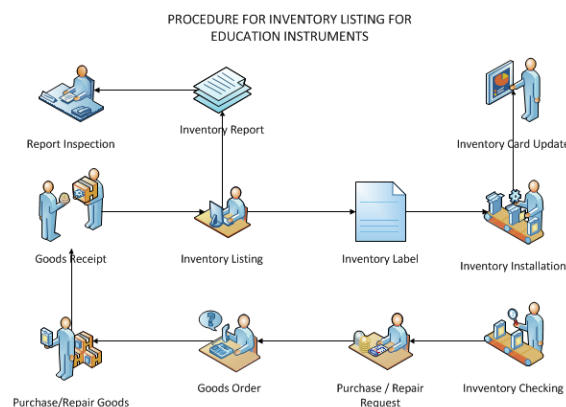 PROCEDURE FOR INVENTORY LISTING FOR
EDUCATION INSTRUMENTS
Report Inspection
Inventory Report
Inventory Card Update
Goods Receipt
Inventory Listing
Inventory Label
Inventory Installation
Purchase/Repair Goods
Goods Order
Purchase / Repair
Request
Invventory Checking